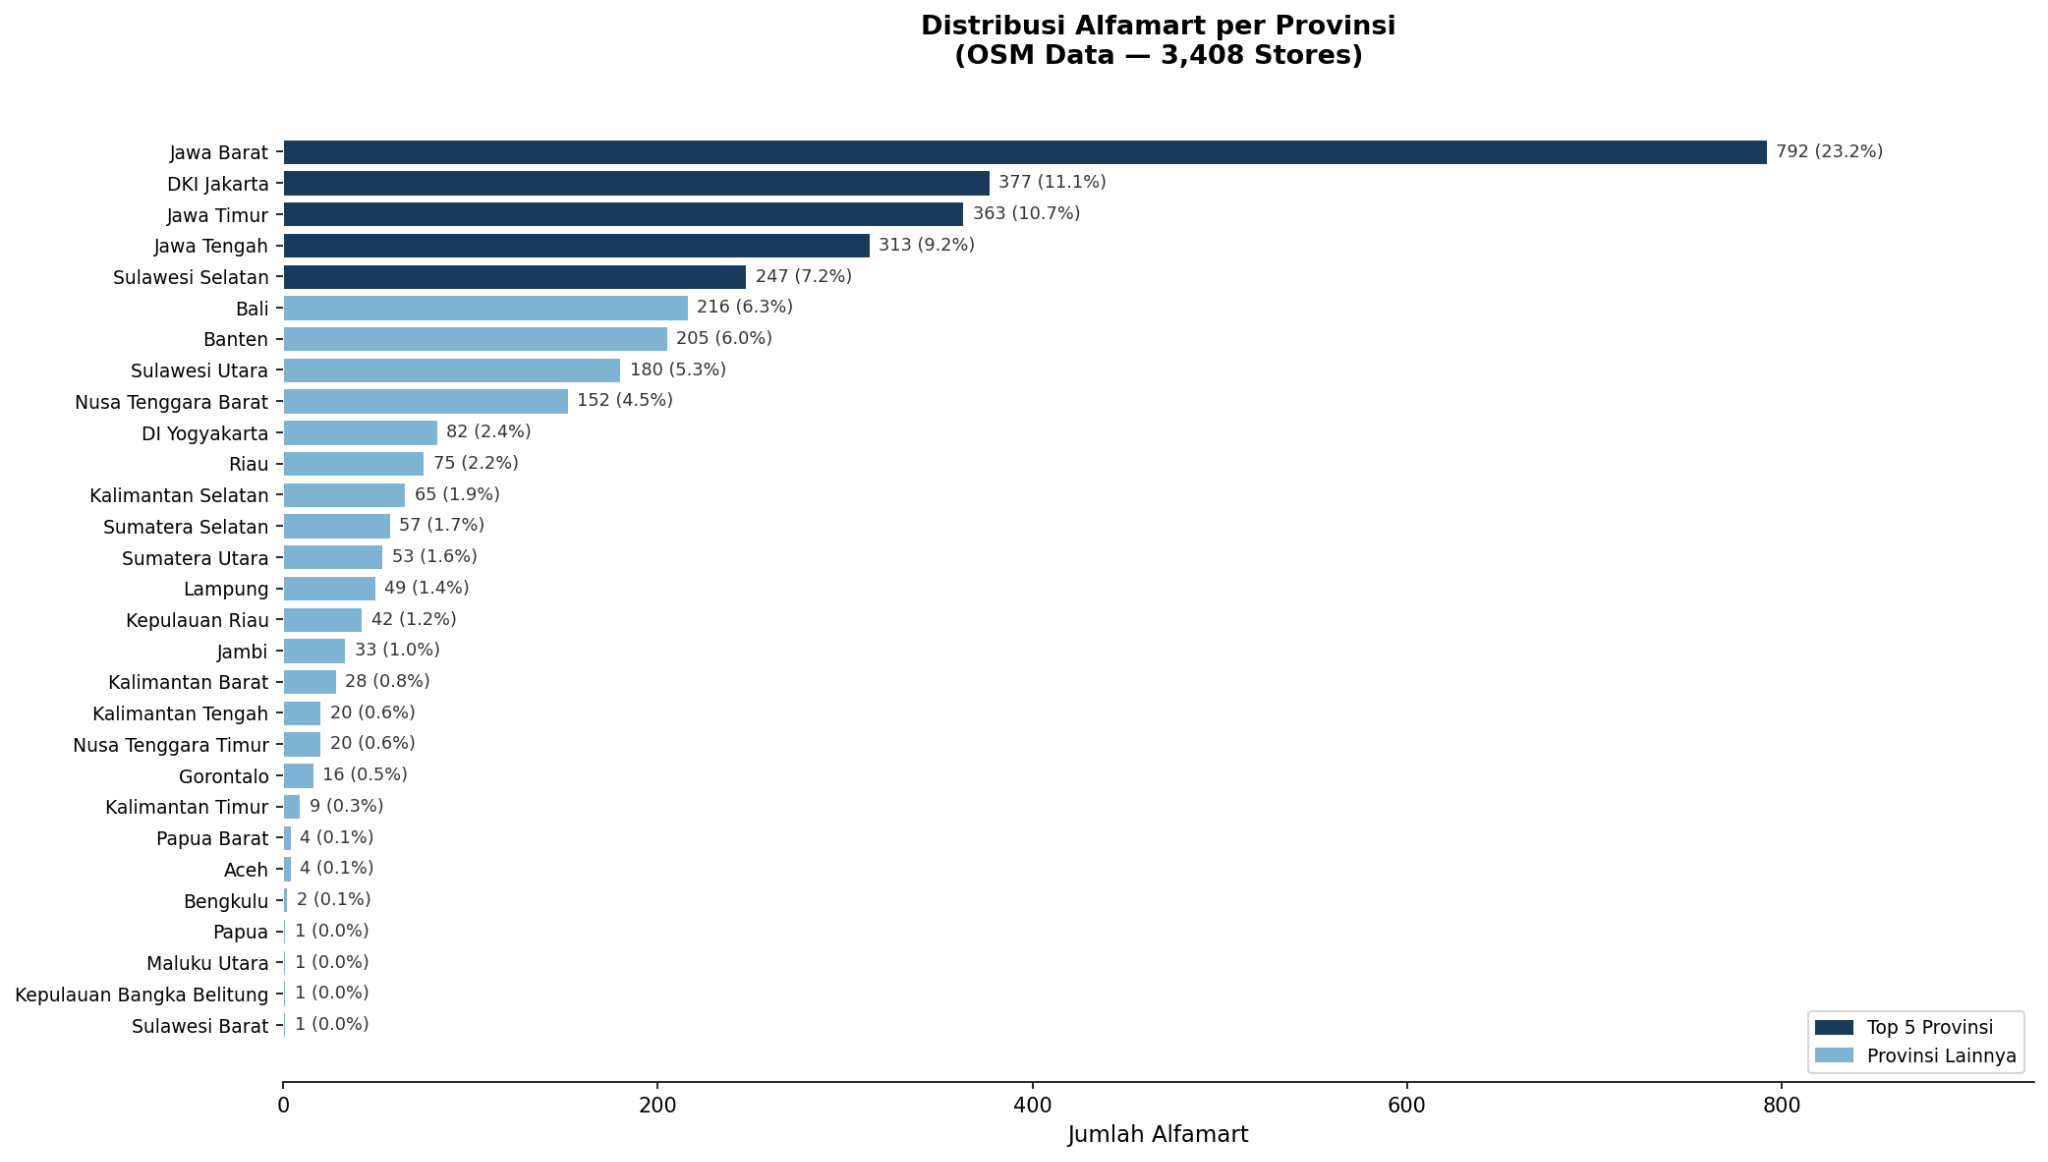 Distribusi Alfamart per Provinsi
(OSM Data — 3,408 Stores)
Jawa Barat 792 (23.2%)
DKI Jakarta 377 (11.1%)
Jawa Timur 363 (10.7%)
Jawa Tengah 313 (9.2%)
Sulawesi Selatan 247 (7.2%)
Bali 216 (6.3%)
Banten 205 (6.0%)
Sulawesi Utara 180 (5.3%)
Nusa Tenggara Barat 152 (4.5%)
DI Yogyakarta 82 (2.4%)
Riau 75 (2.2%)
Kalimantan Selatan 65 (1.9%)
Sumatera Selatan 57 (1.7%)
Sumatera Utara 53 (1.6%)
Lampung 49 (1.4%)
Kepulauan Riau 42 (1.2%)
Jambi 33 (1.0%)
Kalimantan Barat 28 (0.8%)
Kalimantan Tengah 20 (0.6%)
Nusa Tenggara Timur 20 (0.6%)
Gorontalo 16 (0.5%)
Kalimantan Timur 9 (0.3%)
Papua Barat 4 (0.1%)
Aceh 4 (0.1%)
Bengkulu 2 (0.1%)
Papua 1 (0.0%)
Maluku Utara 1 (0.0%)
Kepulauan Bangka Belitung 1 (0.0%)
Sulawesi Barat 1 (0.0%)
Top 5 Provinsi
Provinsi Lainnya
0 200 400 600 800
Jumlah Alfamart